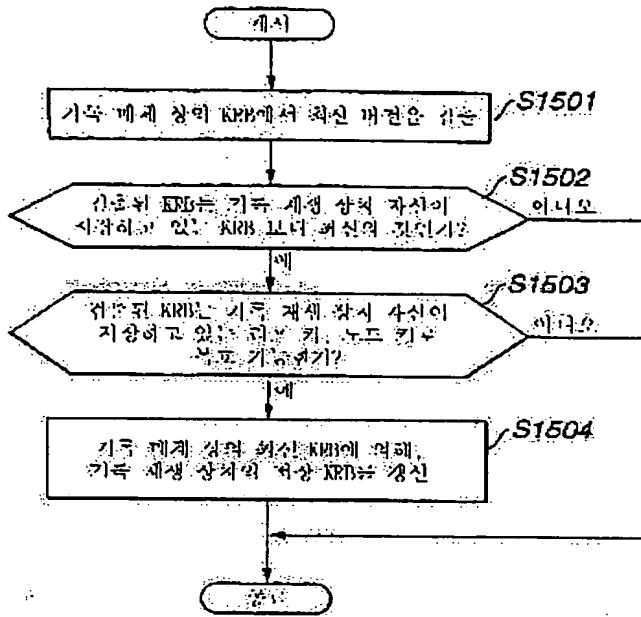 개시
S1501
기록 매체 상의 KRB에서 최신 버전을 검출
S1502
검출된 KRB는 기록 재생 장치 자신이
저장하고 있는 KRB 보다 최신의 것인가?
아니오
예
S1503
검출된 KRB는 기록 재생 장치 자신이
저장하고 있는 리프 키, 노드 키로
복호 가능한가?
아니오
예
S1504
기록 매체 상의 최신 KRB에 의해,
기록 재생 장치의 저장 KRB를 갱신
종료